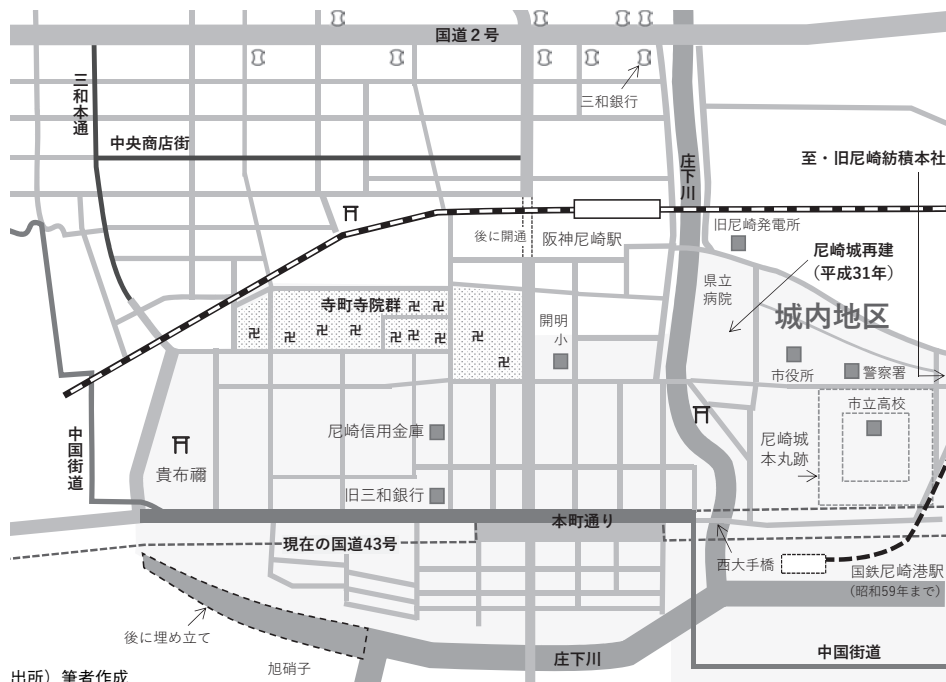 国道2号
三和本通
三和銀行
中央商店街
庄下川
至・旧尼崎紡績本社
旧尼崎発電所
後に開通
阪神尼崎駅
尼崎城再建
(平成31年)
県立
病院
寺町寺院群
開明
小
城内地区
市役所
警察署
市立高校
中国街道
尼崎信用金庫
尼崎城
本丸跡
貴布禰
旧三和銀行
本町通り
現在の国道43号
西大手橋
国鉄尼崎港駅
(昭和59年まで)
後に埋め立て
旭硝子
庄下川
中国街道
出所）筆者作成